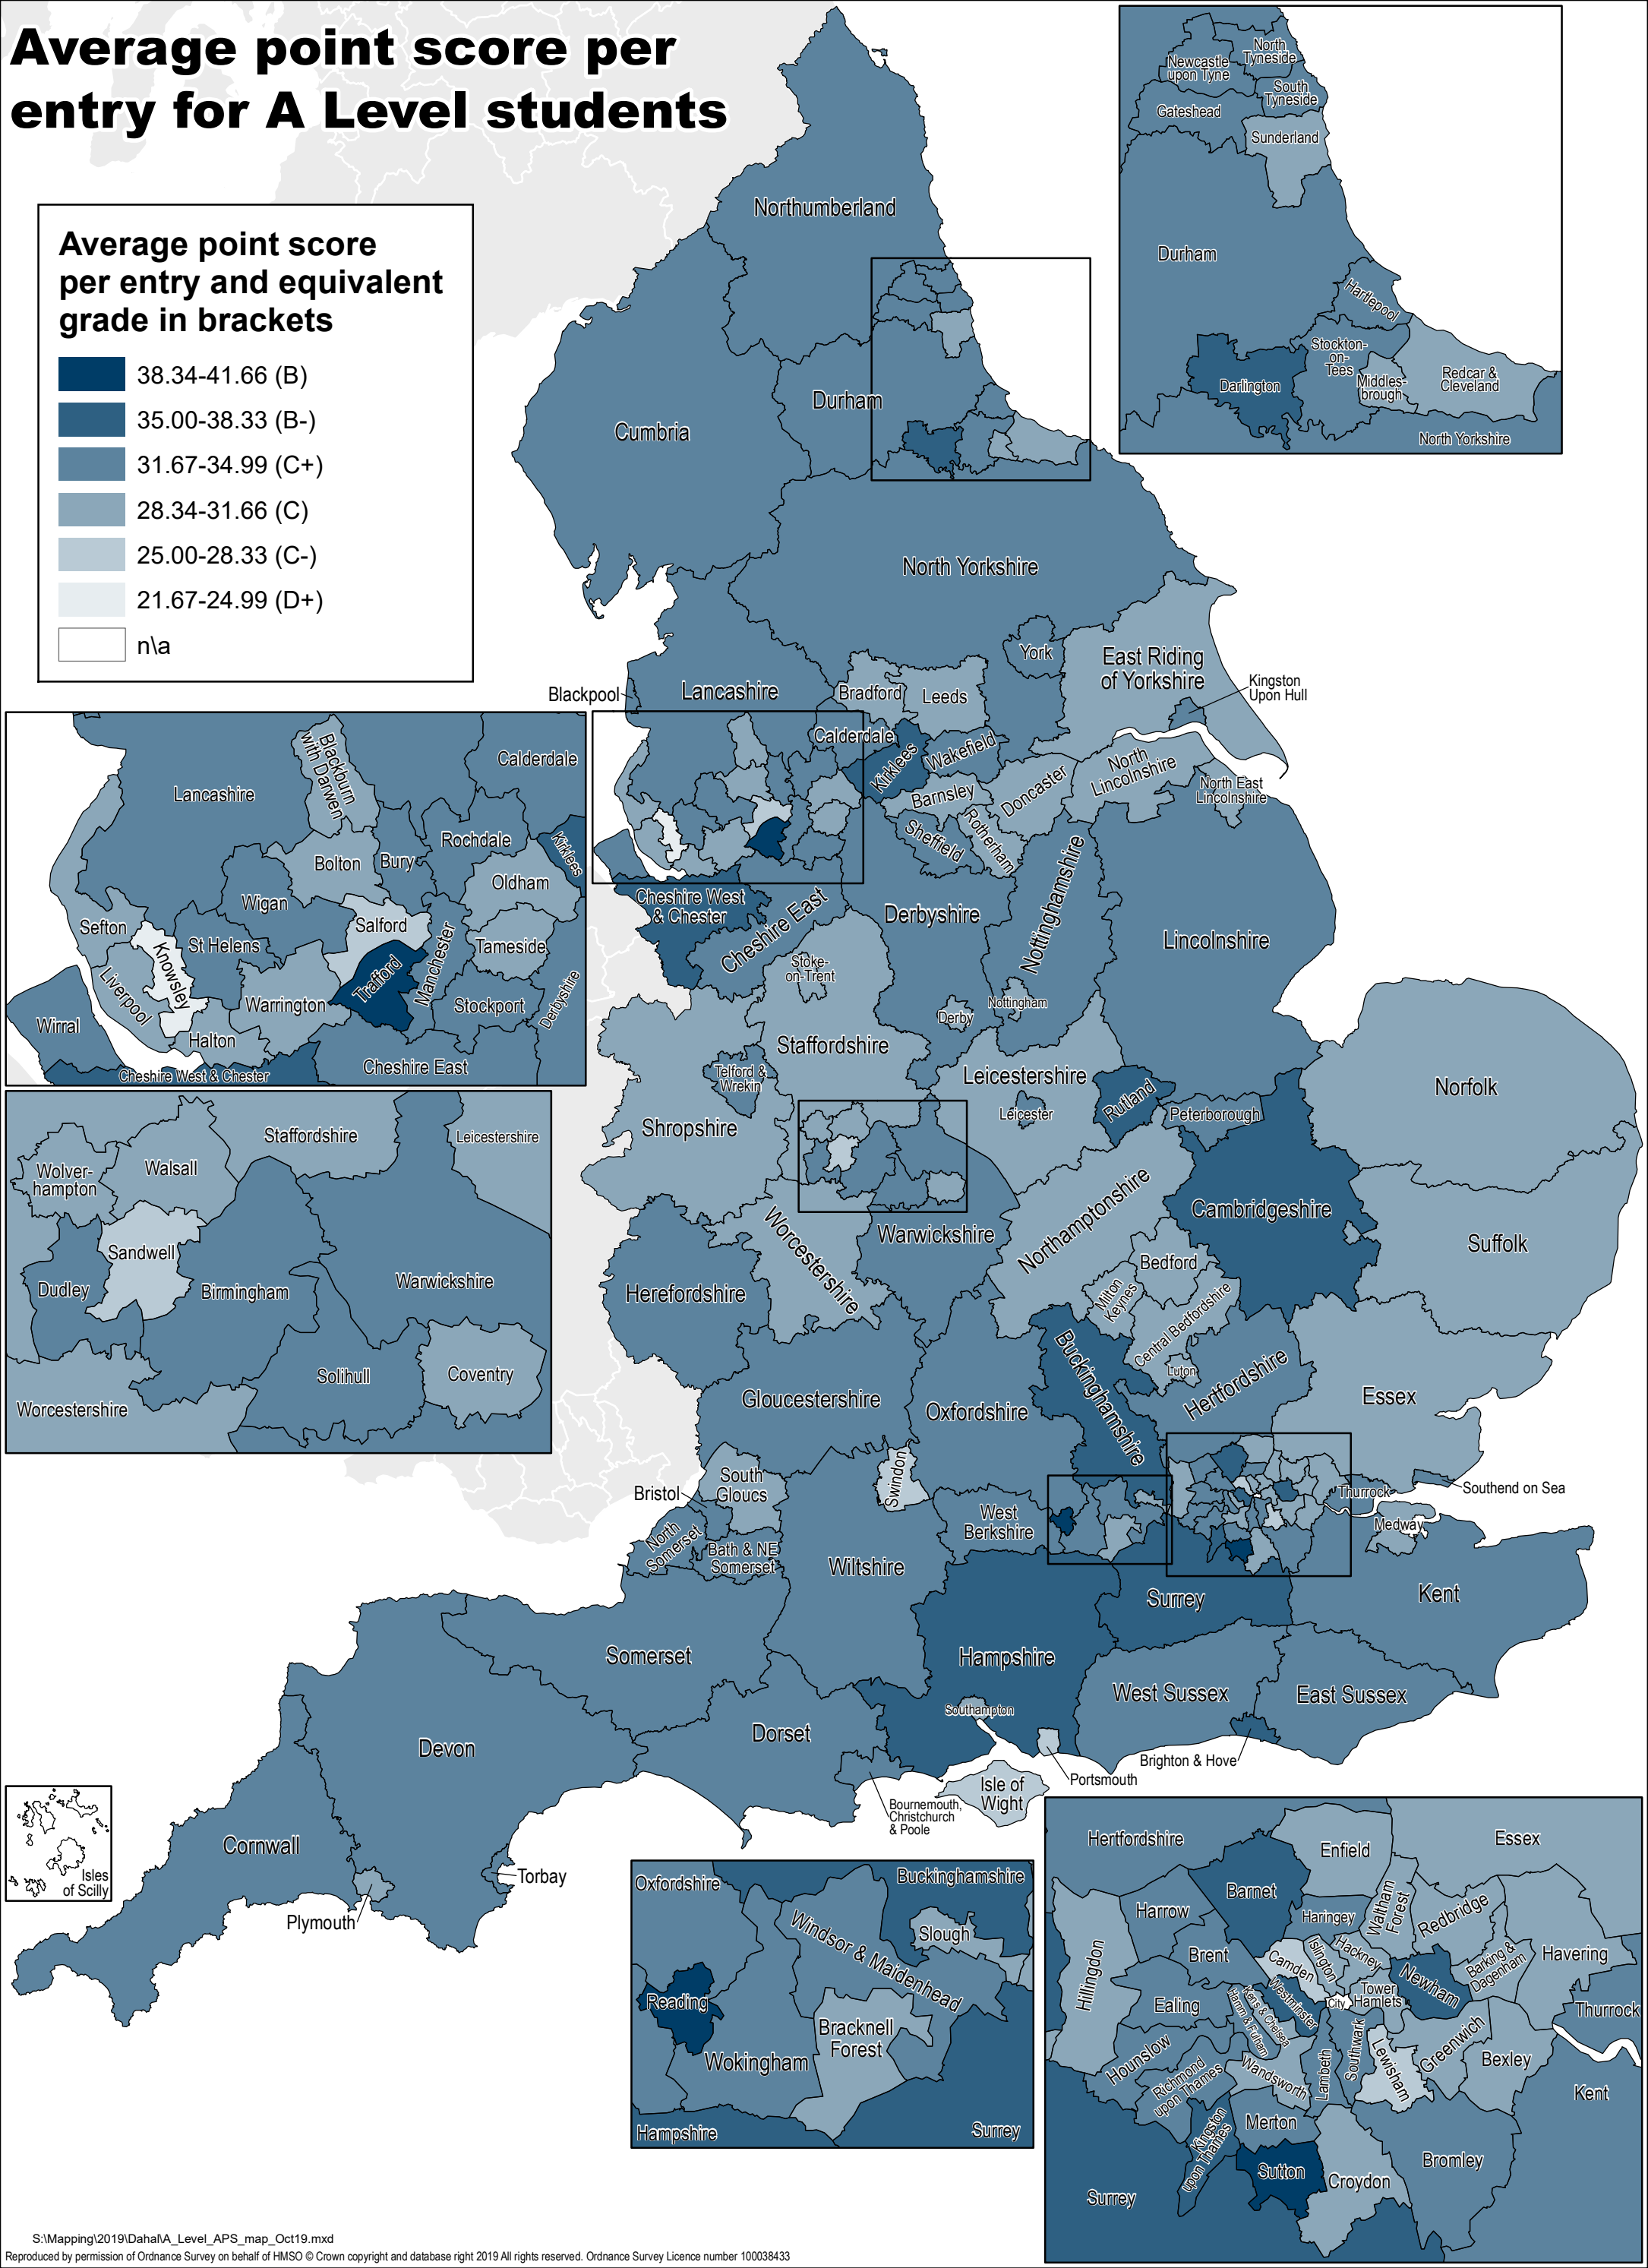 Average point score per
entry for A Level students
Average point score
per entry and equivalent
grade in brackets
38.34-41.66 (B)
35.00-38.33 (B-)
31.67-34.99 (C+)
28.34-31.66 (C)
25.00-28.33 (C-)
21.67-24.99 (D+)
n\a
Newcastle
upon Tyne
North
Tyneside
South
Tyneside
Gateshead
Sunderland
Durham
Hartlepool
Stockton-
on-
Tees
Darlington
Middles-
brough
Redcar &
Cleveland
North Yorkshire
Northumberland
Durham
Cumbria
North Yorkshire
York
East Riding
of Yorkshire
Kingston
Upon Hull
Blackpool
Lancashire
Bradford
Leeds
Calderdale
Kirklees
Wakefield
Barnsley
Doncaster
North
Lincolnshire
North East
Lincolnshire
Sheffield
Rotherham
Cheshire West
& Chester
Cheshire East
Derbyshire
Nottinghamshire
Lincolnshire
Stoke-
on-Trent
Derby
Nottingham
Staffordshire
Telford &
Wrekin
Shropshire
Leicestershire
Leicester
Rutland
Peterborough
Norfolk
Cambridgeshire
Suffolk
Northamptonshire
Worcestershire
Warwickshire
Herefordshire
Bedford
Milton
Keynes
Central Bedfordshire
Luton
Buckinghamshire
Hertfordshire
Essex
Gloucestershire
Oxfordshire
Swindon
South
Gloucs
Bristol
North
Somerset
Bath & NE
Somerset
Wiltshire
West
Berkshire
Thurrock
Southend on Sea
Medway
Kent
Surrey
Hampshire
Southampton
Portsmouth
Isle of
Wight
West Sussex
East Sussex
Brighton & Hove
Somerset
Dorset
Bournemouth,
Christchurch
& Poole
Devon
Torbay
Cornwall
Plymouth
Isles
of Scilly
Lancashire
Blackburn
with Darwen
Calderdale
Rochdale
Kirklees
Bolton
Bury
Oldham
Wigan
Sefton
Salford
St Helens
Knowsley
Liverpool
Trafford
Manchester
Tameside
Warrington
Stockport
Derbyshire
Wirral
Halton
Cheshire West & Chester
Cheshire East
Staffordshire
Leicestershire
Wolver-
hampton
Walsall
Sandwell
Dudley
Birmingham
Warwickshire
Solihull
Coventry
Worcestershire
Oxfordshire
Buckinghamshire
Slough
Windsor & Maidenhead
Reading
Bracknell
Forest
Wokingham
Hampshire
Surrey
Hertfordshire
Enfield
Essex
Barnet
Harrow
Haringey
Waltham
Forest
Redbridge
Hillingdon
Brent
Camden
Islington
Hackney
Newham
Barking &
Dagenham
Havering
Ealing
Westminster
Kens & Chelsea
Hamm & Fulham
City
Tower
Hamlets
Thurrock
Hounslow
Richmond
upon Thames
Wandsworth
Lambeth
Southwark
Lewisham
Greenwich
Bexley
Kent
Kingston
upon Thames
Merton
Sutton
Croydon
Bromley
Surrey
S:\Mapping\2019\Dahal\A_Level_APS_map_Oct19.mxd
Reproduced by permission of Ordnance Survey on behalf of HMSO © Crown copyright and database right 2019 All rights reserved. Ordnance Survey Licence number 100038433